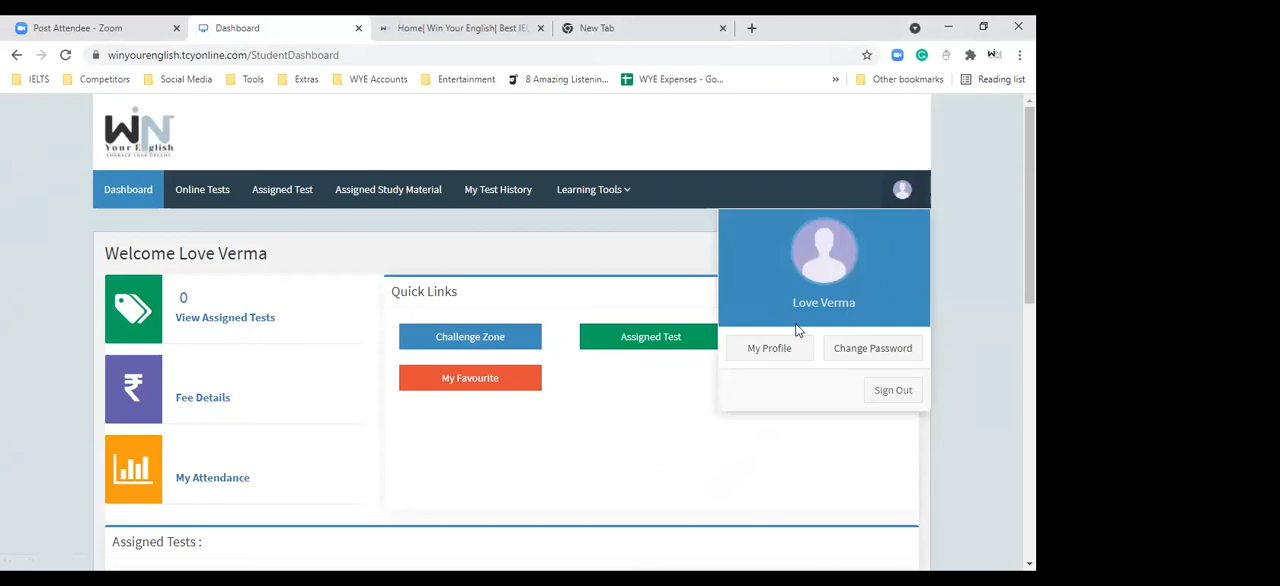 Post Attendee - Zoom
Dashboard
Home| Win Your English| Best IEL
New Tab
winyourenglish.tcyonline.com/StudentDashboard
IELTS
Competitors
Social Media
Tools
Extras
WYE Accounts
Entertainment
8 Amazing Listenin...
WYE Expenses - Go...
»
Other bookmarks
Reading list
WiN
Your English
EMBRACE YOUR DREAMS
Dashboard
Online Tests
Assigned Test
Assigned Study Material
My Test History
Learning Tools
Welcome Love Verma
0
View Assigned Tests
₹
Fee Details
My Attendance
Quick Links
Challenge Zone
Assigned Test
My Favourite
Love Verma
My Profile
Change Password
Sign Out
Assigned Tests :